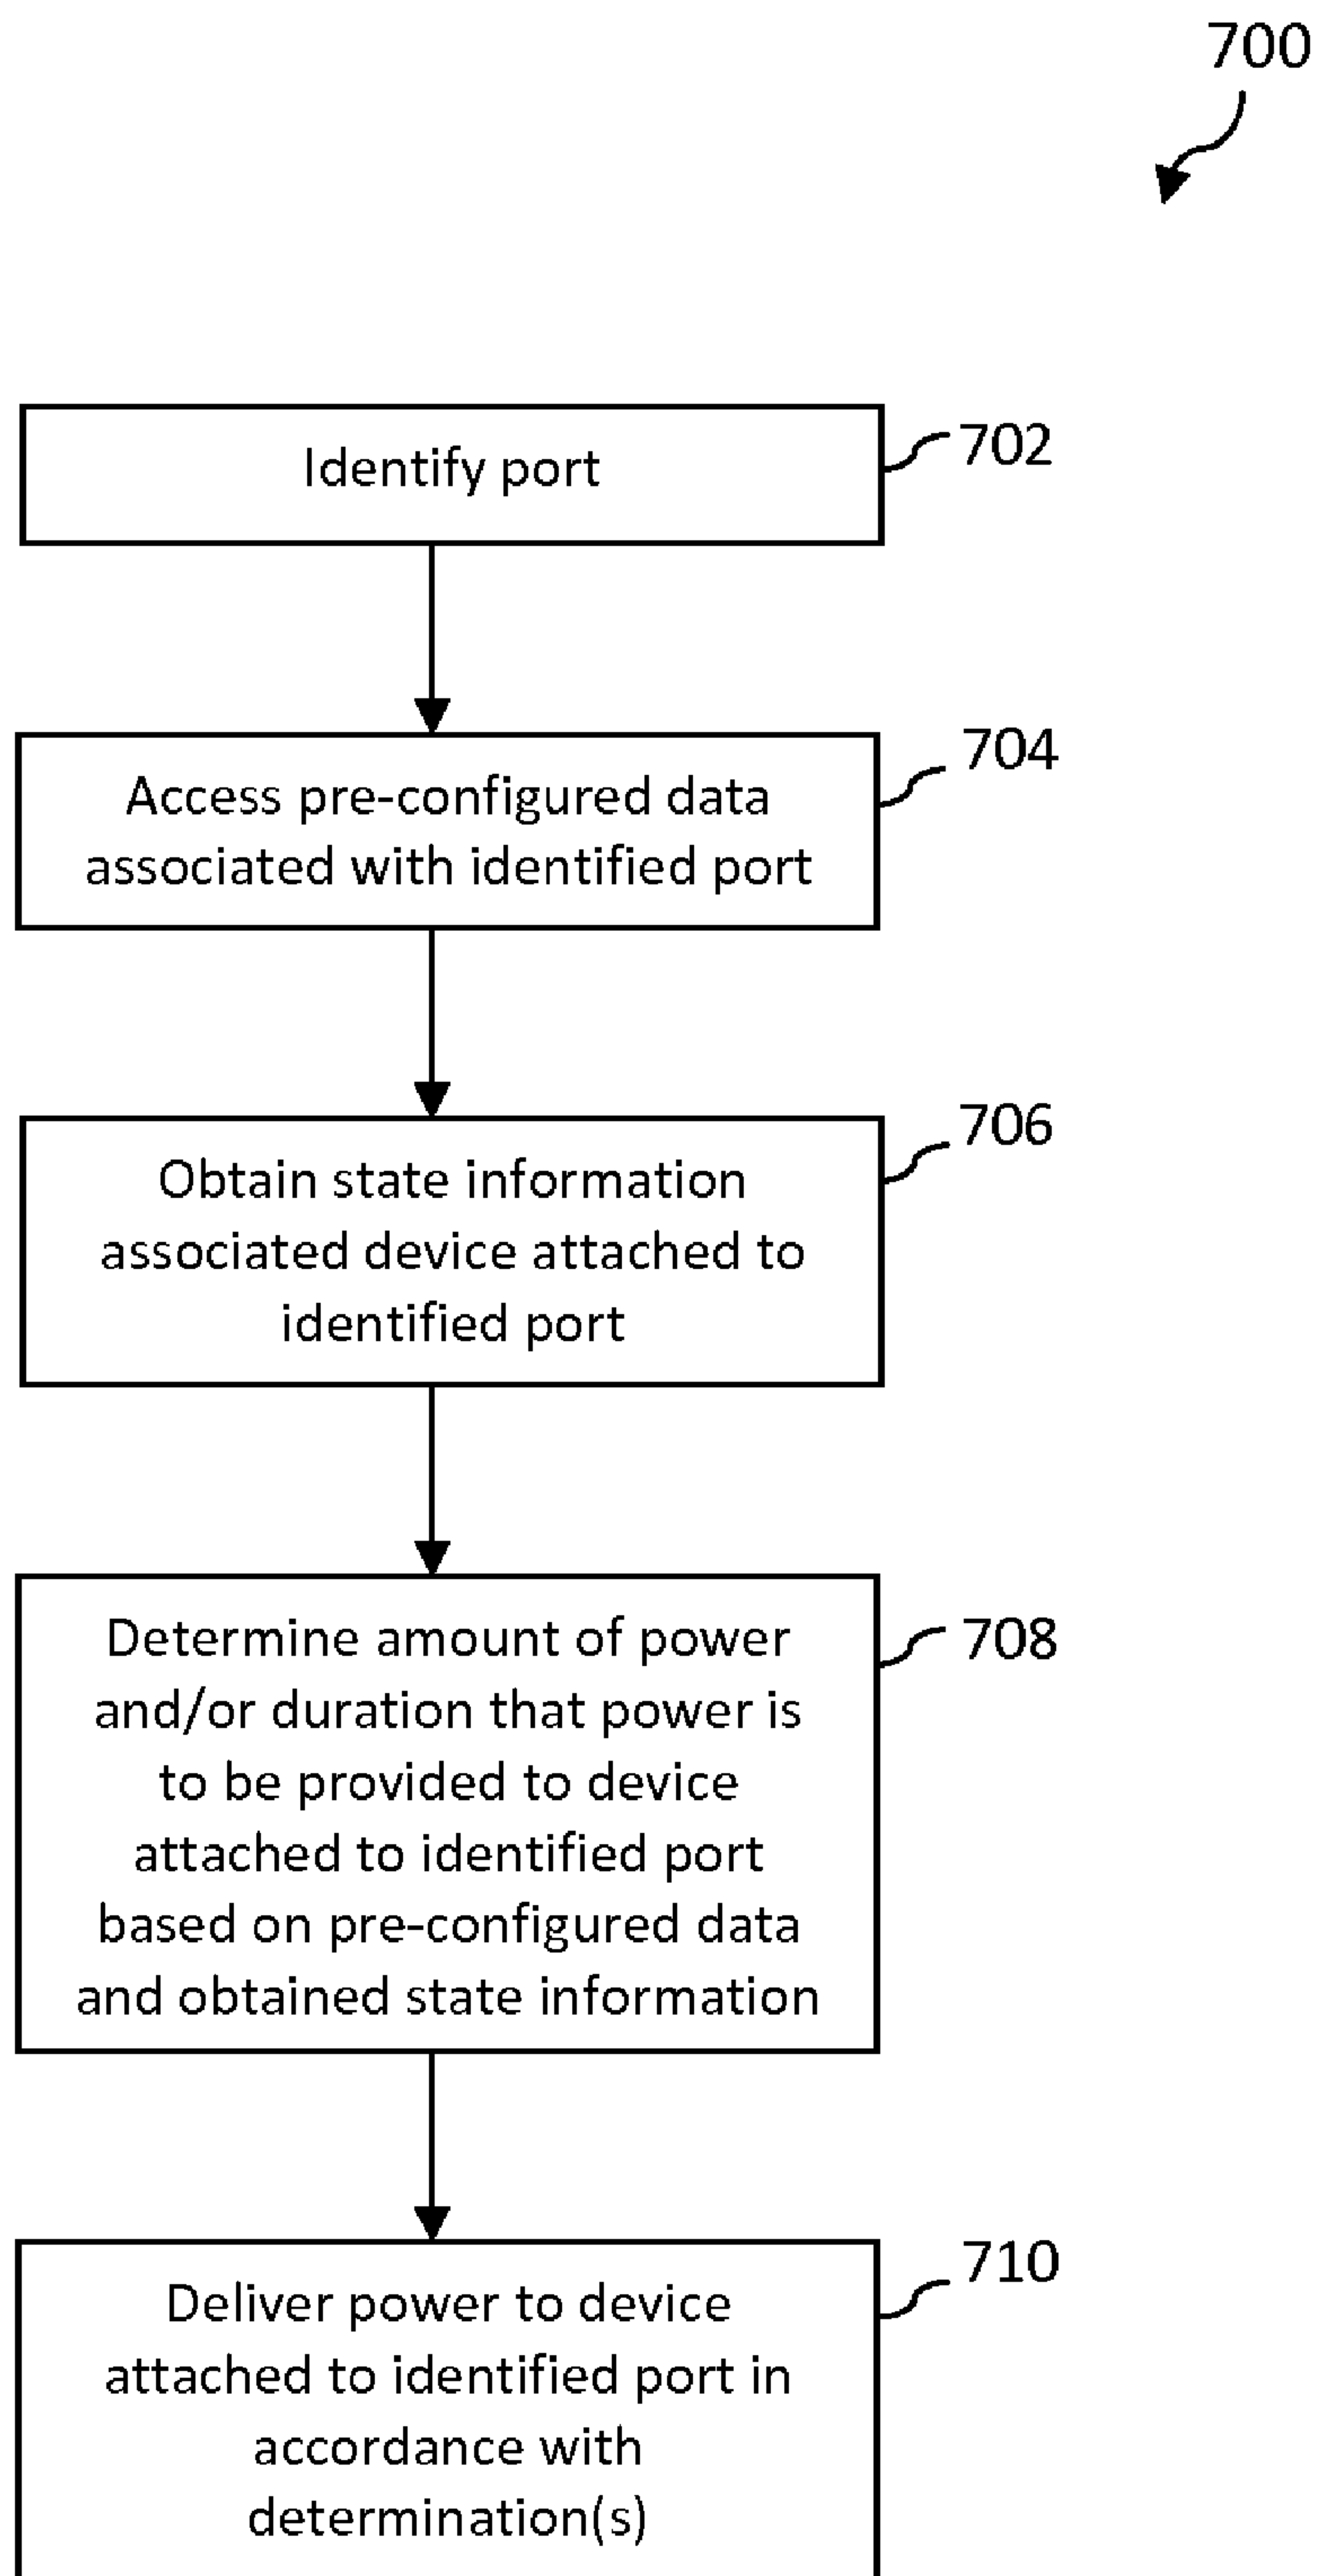 700
Identify port
702
Access pre-configured data
associated with identified port
704
Obtain state information
associated device attached to
identified port
706
Determine amount of power
and/or duration that power is
to be provided to device
attached to identified port
based on pre-configured data
and obtained state information
708
Deliver power to device
attached to identified port in
accordance with
determination(s)
710